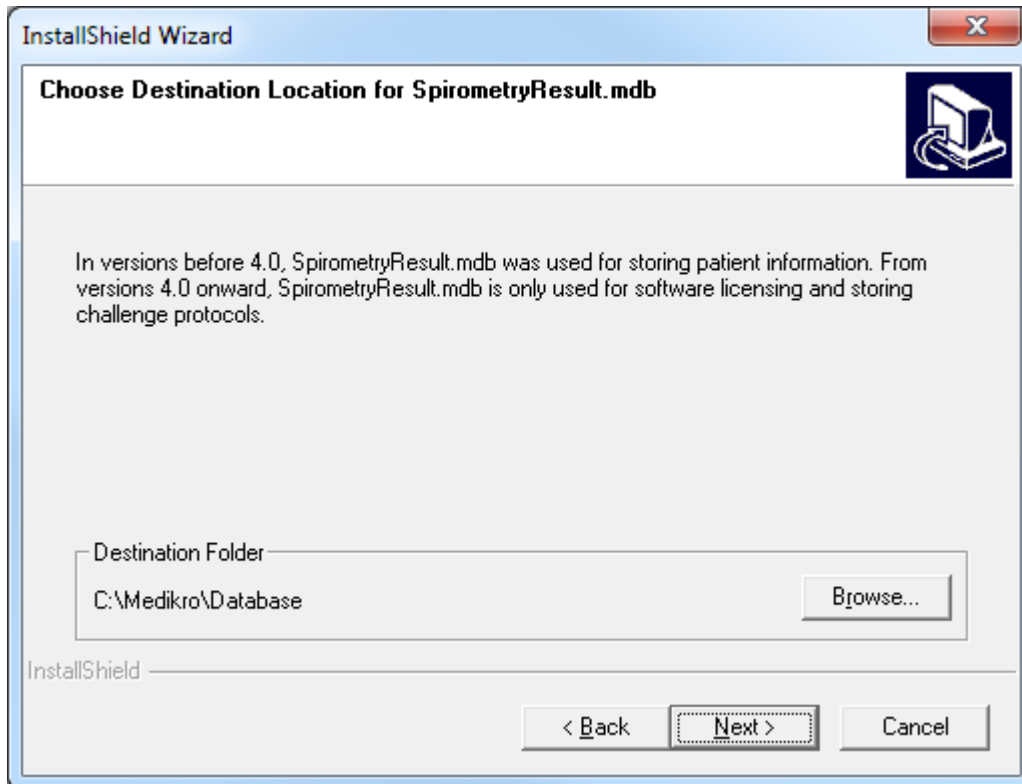 InstallShield Wizard
Choose Destination Location for SpirometryResult.mdb
In versions before 4.0, SpirometryResult.mdb was used for storing patient information. From
versions 4.0 onward, SpirometryResult.mdb is only used for software licensing and storing
challenge protocols.
Destination Folder
C:\Medikro\Database
Browse...
InstallShield
< Back
Next >
Cancel